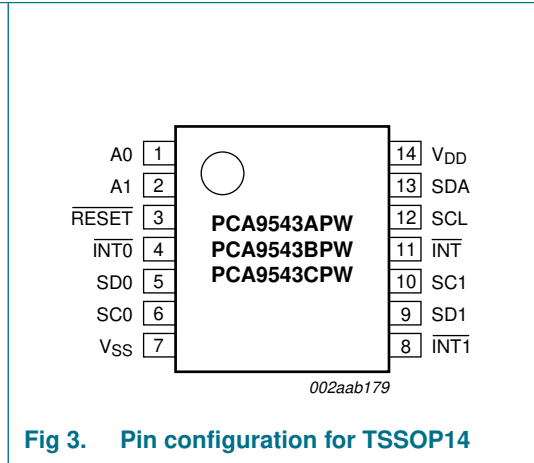 A0 1
A1 2
RESET 3
INT0 4
SD0 5
SC0 6
VSS 7
PCA9543APW
PCA9543BPW
PCA9543CPW
14 VDD
13 SDA
12 SCL
11 INT
10 SC1
9 SD1
8 INT1
002aab179
Fig 3. Pin configuration for TSSOP14